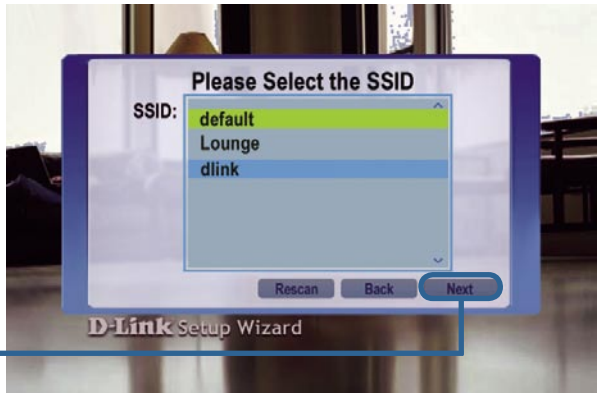 Please Select the SSID
SSID:
default
Lounge
dlink
Rescan Back Next
D-Link Setup Wizard